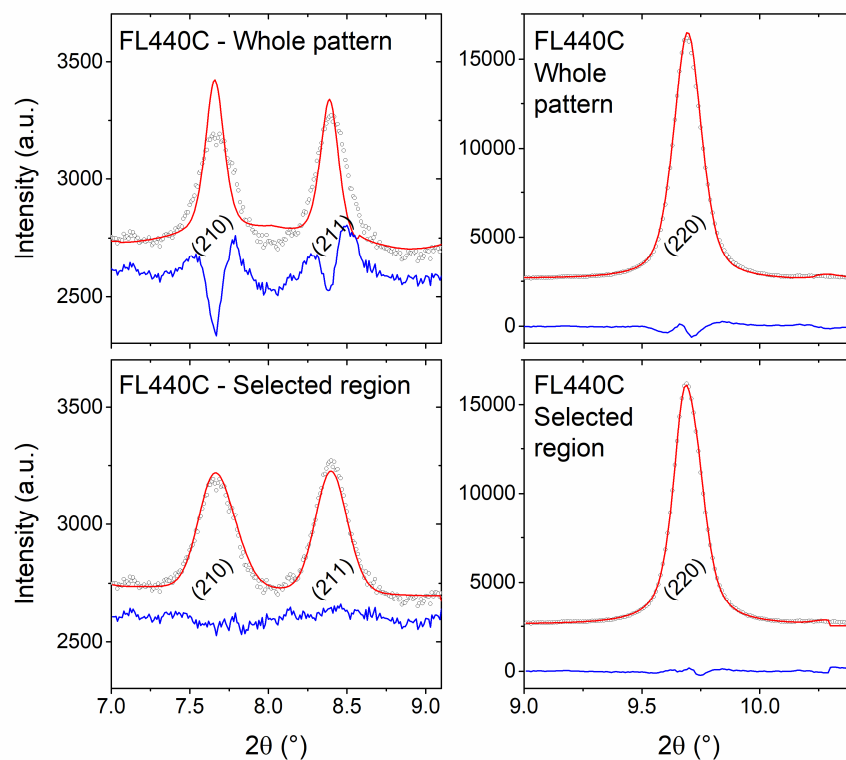 FL440C - Whole pattern
3500
3000
2500
Intensity (a.u.)
(210)
(211)
FL440C
Whole
pattern
15000
10000
5000
0
(220)
FL440C - Selected region
3500
3000
2500
Intensity (a.u.)
(210)
(211)
7.0
7.5
8.0
8.5
9.0
2θ (°)
FL440C
Selected
region
15000
10000
5000
0
(220)
9.0
9.5
10.0
2θ (°)